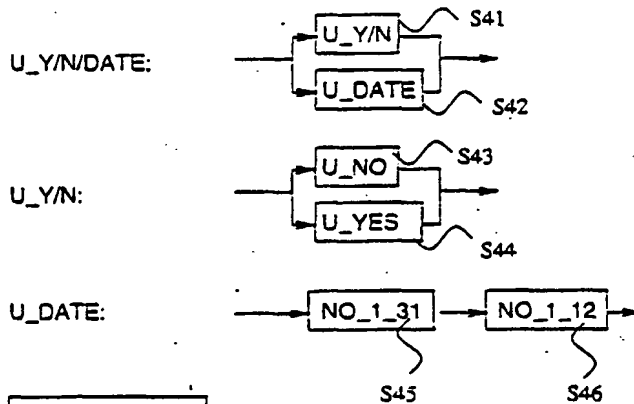 S41
U_Y/N
U_Y/N/DATE:
U_DATE
S42
S43
U_NO
U_Y/N:
U_YES
S44
U_DATE: NO_1_31 NO_1_12
S45 S46